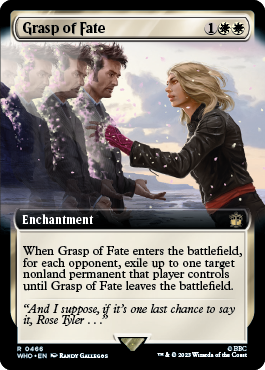 Grasp of Fate 1
Enchantment
When Grasp of Fate enters the battlefield,
for each opponent, exile up to one target
nonland permanent that player controls
until Grasp of Fate leaves the battlefield.
“And I suppose, if it’s one last chance to say
it, Rose Tyler . . .”
R 0466
WHO • EN Randy Gallegos
© BBC
™ & © 2023 Wizards of the Coast